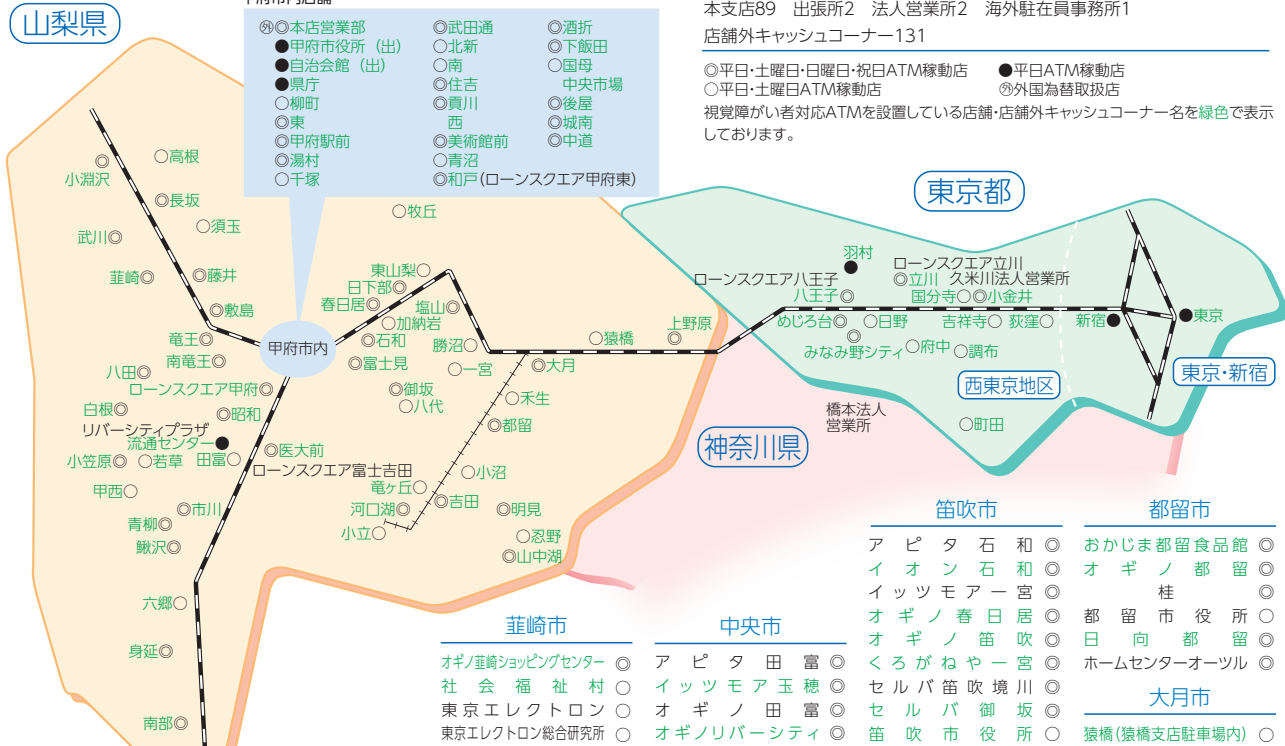 山梨県
甲府市内店舗
㋕◎本店営業部
●甲府市役所（出）
●自治会館（出）
●県庁
○柳町
◎東
◎甲府駅前
◎湯村
○千塚
◎武田通
○北新
○南
◎住吉
◎貢川
西
◎美術館前
○青沼
◎和戸(ローンスクエア甲府東)
◎酒折
◎下飯田
○国母
中央市場
◎後屋
◎城南
◎中道
本支店89　出張所2　法人営業所2　海外駐在員事務所1
店舗外キャッシュコーナー131
◎平日・土曜日・日曜日・祝日ATM稼動店　●平日ATM稼動店
○平日・土曜日ATM稼動店　㋕外国為替取扱店
視覚障がい者対応ATMを設置している店舗・店舗外キャッシュコーナー名を緑色で表示
しております。
◎
小淵沢
○高根
◎長坂
○須玉
武川◎
韮崎◎
◎藤井
◎敷島
竜王◎
南竜王◎
八田◎
ローンスクエア甲府◎
白根◎
◎昭和
リバーシティプラザ
流通センター●
小笠原◎
○若草
田富○
甲西○
◎市川
青柳◎
鰍沢◎
六郷○
身延◎
南部◎
甲府市内
○牧丘
東山梨○
日下部◎
春日居◎
塩山◎
○加納岩
◎石和
勝沼○
◎富士見
○一宮
◎御坂
○八代
◎医大前
ローンスクエア富士吉田
竜ヶ丘○
河口湖◎
小立○
◎吉田
○小沼
◎明見
○忍野
◎山中湖
◎都留
○禾生
◎大月
○猿橋
上野原
◎
東京都
羽村
●
ローンスクエア八王子
八王子◎
ローンスクエア立川
◎立川
久米川法人営業所
国分寺○◎小金井
めじろ台◎
○日野
吉祥寺○
荻窪○
新宿●
●東京
◎
みなみ野シティ
○府中
○調布
西東京地区
東京・新宿
橋本法人
営業所
○町田
神奈川県
韮崎市
オギノ韮崎ショッピングセンター ◎
社会福祉村 ○
東京エレクトロン ○
東京エレクトロン総合研究所 ○
中央市
アピタ田富 ◎
イッツモア玉穂 ◎
オギノ田富 ◎
オギノリバーシティ ◎
笛吹市
アピタ石和 ◎
イオン石和 ◎
イッツモア一宮 ◎
オギノ春日居 ◎
オギノ笛吹 ◎
くろがねや一宮 ◎
セルバ笛吹境川 ◎
セルバ御坂 ◎
笛吹市役所 ○
都留市
おかじま都留食品館 ◎
オギノ都留 ◎
桂 ◎
都留市役所 ○
日向都留 ◎
ホームセンターオーツル ◎
大月市
猿橋(猿橋支店駐車場内) ○